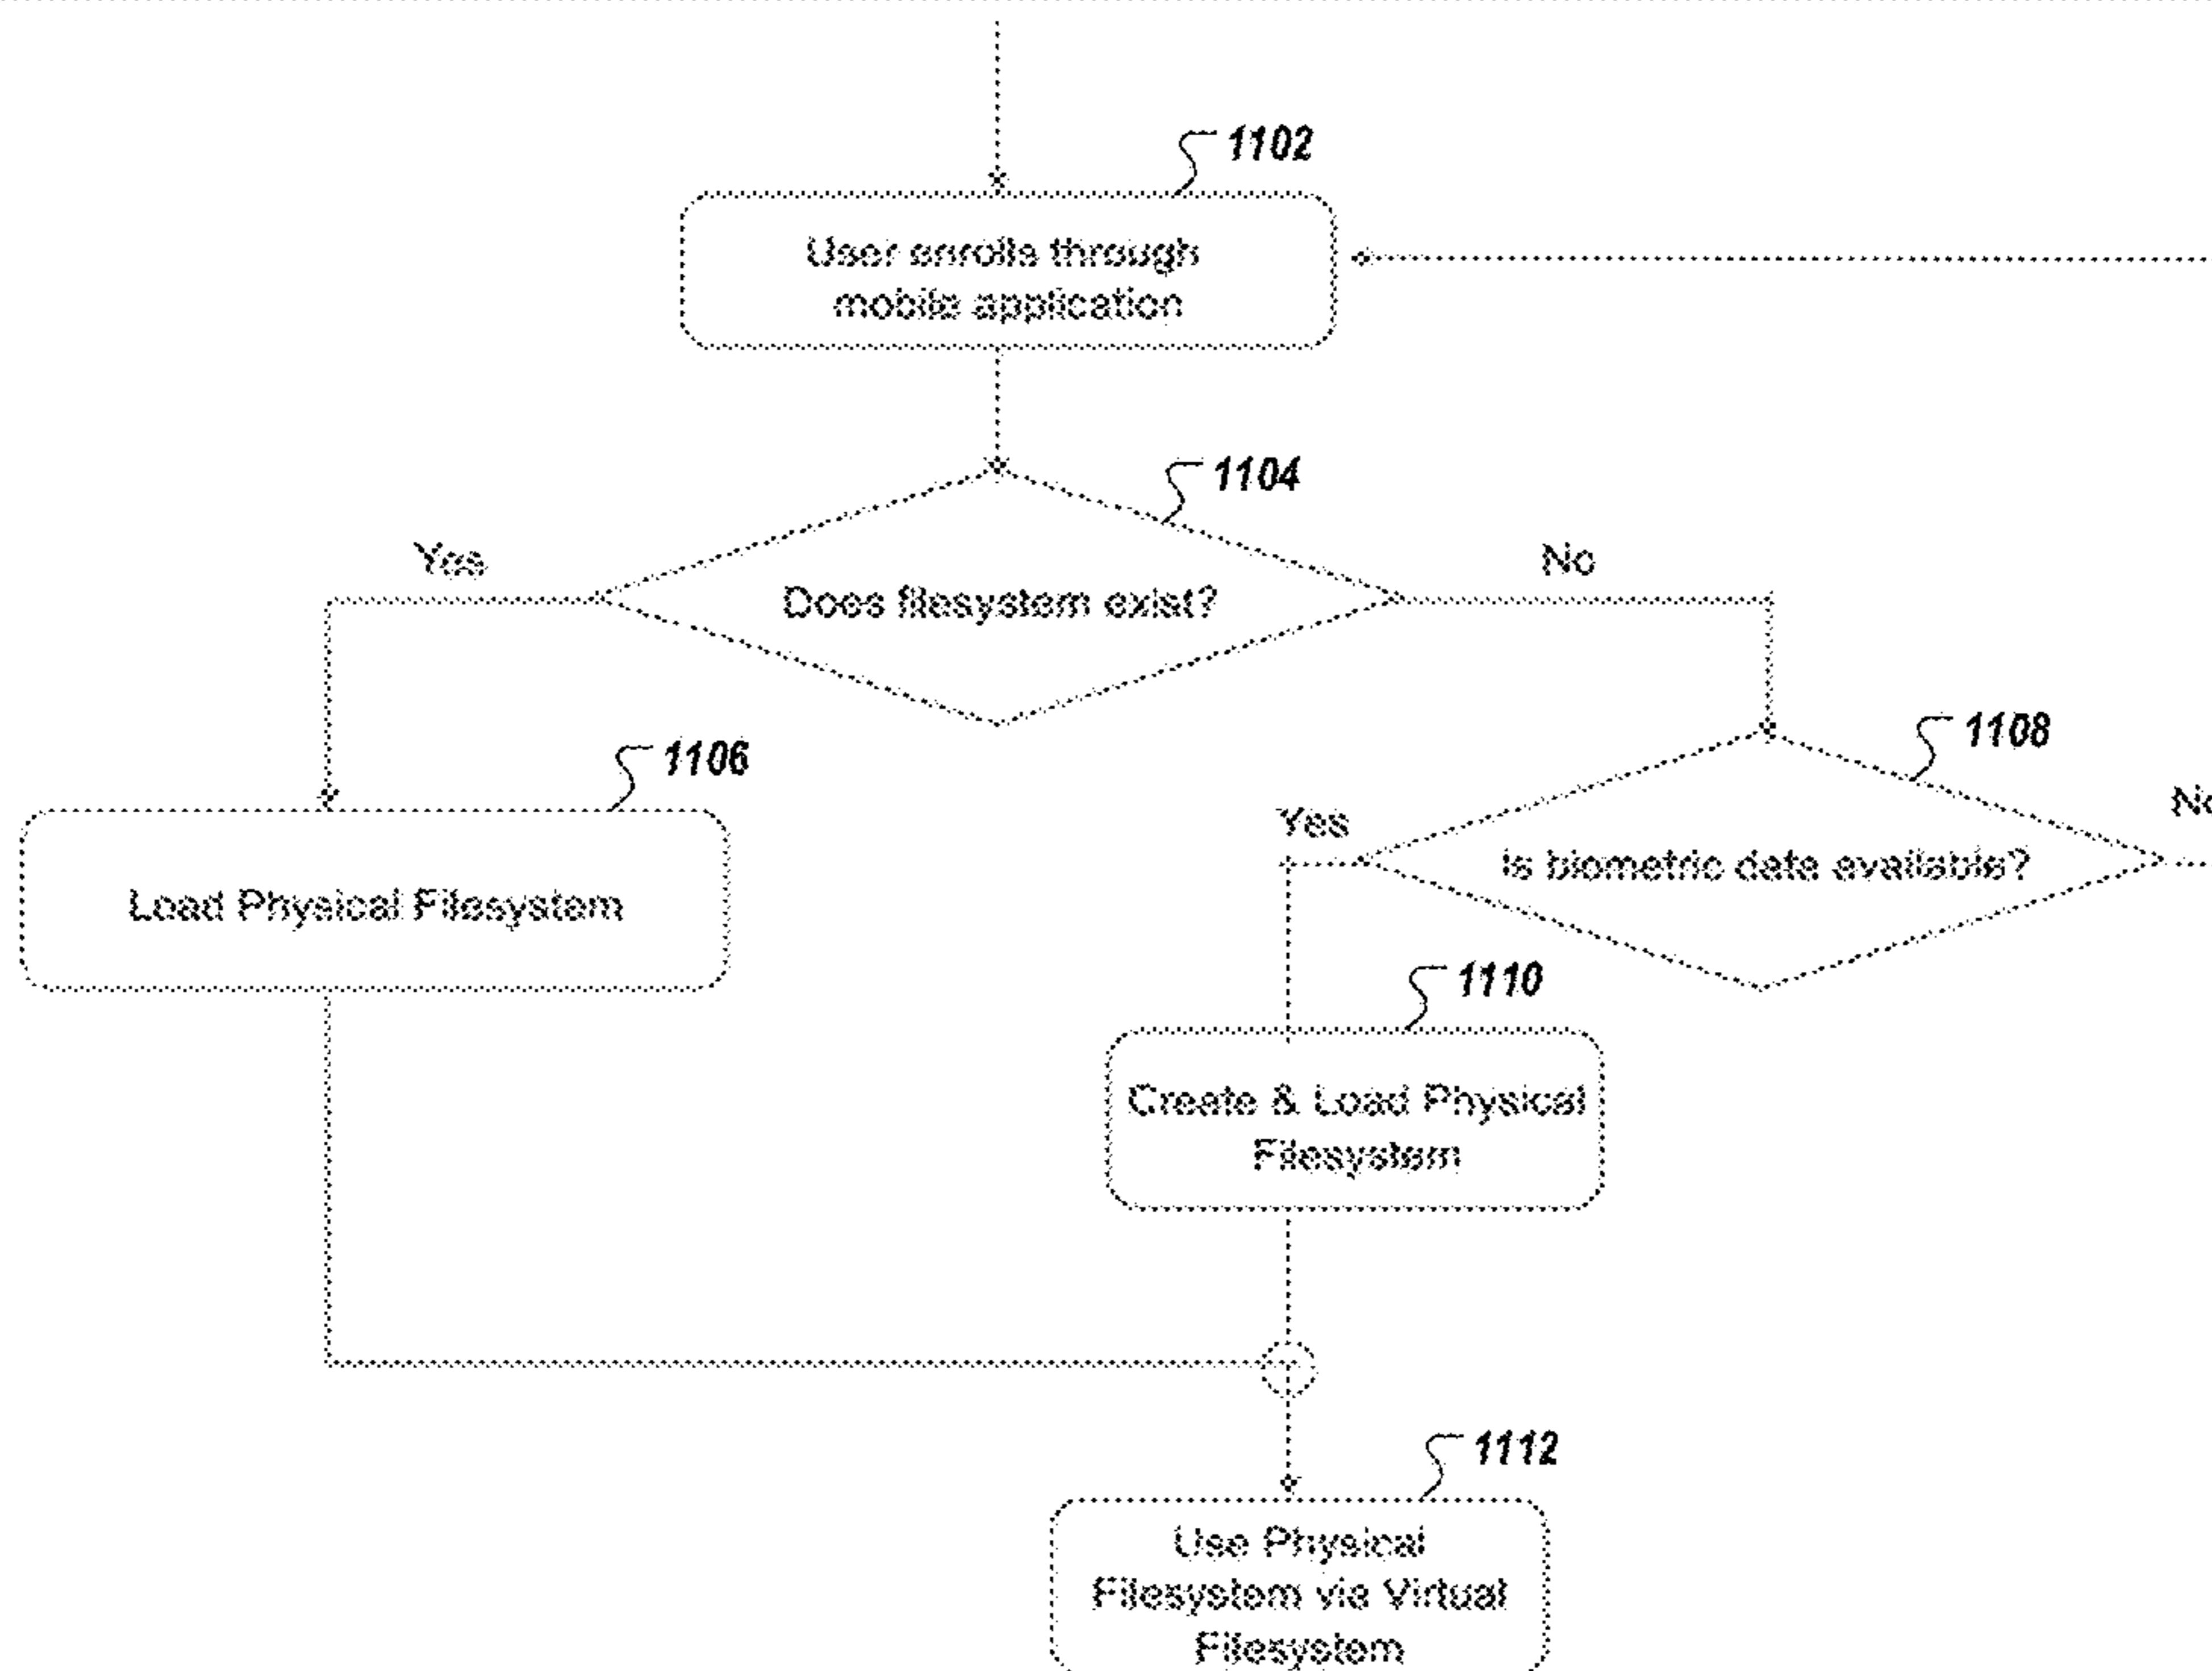 1102
User enrolls through
mobile application
1104
Yes
No
Does filesystem exist?
1106
1108
Load Physical Filesystem
Yes
No
Is biometric data available?
1110
Create & Load Physical
Filesystem
1112
Use Physical
Filesystem via Virtual
Filesystem